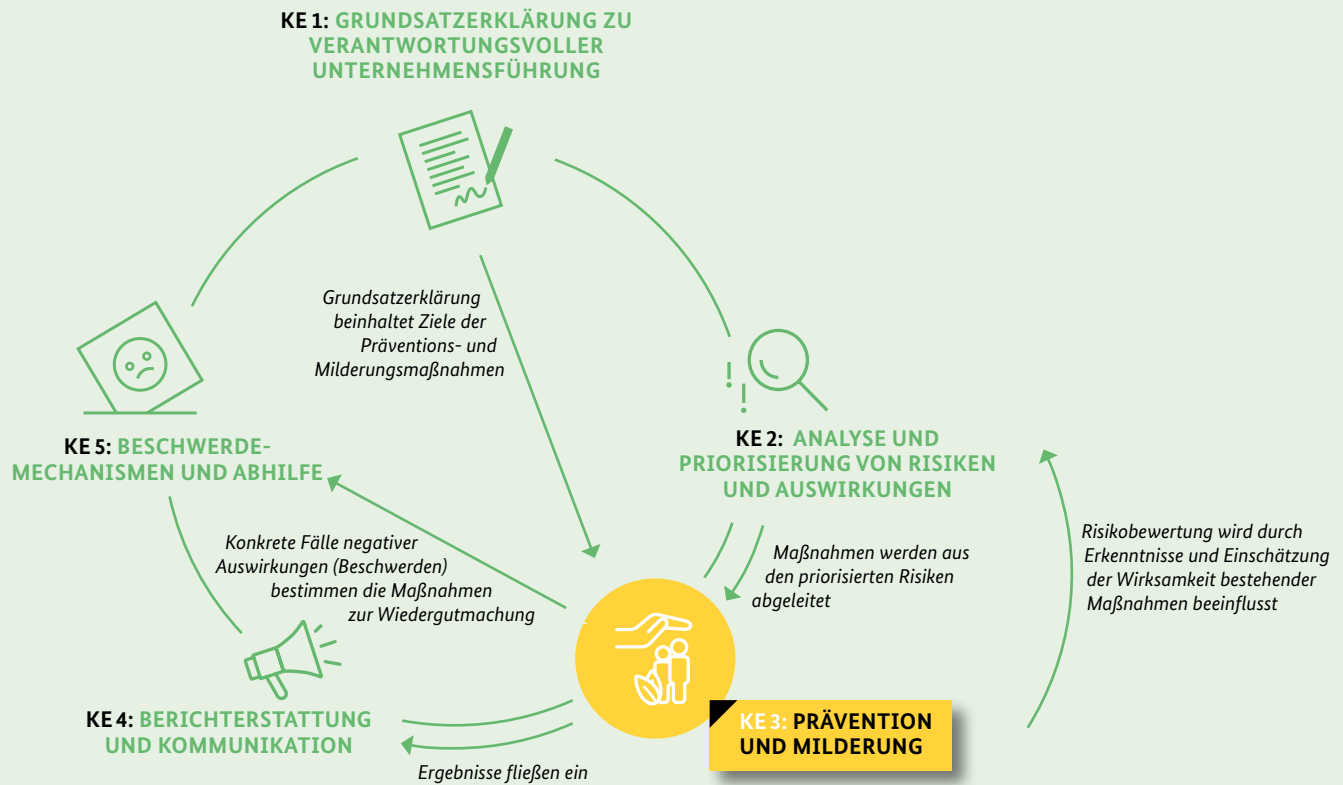 KE 1: GRUNDSATZERKLÄRUNG ZU
VERANTWORTUNGSVOLLER
UNTERNEHMENSFÜHRUNG
Grundsatzerklärung
beinhaltet Ziele der
Präventions- und
Milderungsmaßnahmen
KE 5: BESCHWERDE-
MECHANISMEN UND ABHILFE
KE 2: ANALYSE UND
PRIORISIERUNG VON RISIKEN
UND AUSWIRKUNGEN
Konkrete Fälle negativer
Auswirkungen (Beschwerden)
bestimmen die Maßnahmen
zur Wiedergutmachung
Maßnahmen werden aus
den priorisierten Risiken
abgeleitet
Risikobewertung wird durch
Erkenntnisse und Einschätzung
der Wirksamkeit bestehender
Maßnahmen beeinflusst
KE 4: BERICHTERSTATTUNG
UND KOMMUNIKATION
KE 3: PRÄVENTION
UND MILDERUNG
Ergebnisse fließen ein